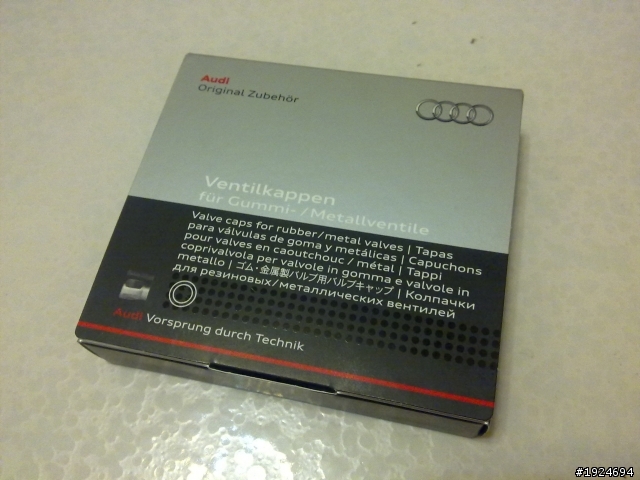 Audi
Original Zubehör
Ventilkappen
für Gummi- /Metallventile
Valve caps for rubber/metal valves | Tapas
para válvulas de goma y metálicas | Capuchons
pour valves en caoutchouc / métal | Tappi
coprivalvola per valvole in gomma e valvole in
metallo | ゴム・金属製バルブ用バルブキャップ | Колпачки
для резиновых/металлических вентилей
Audi Vorsprung durch Technik
#1924694